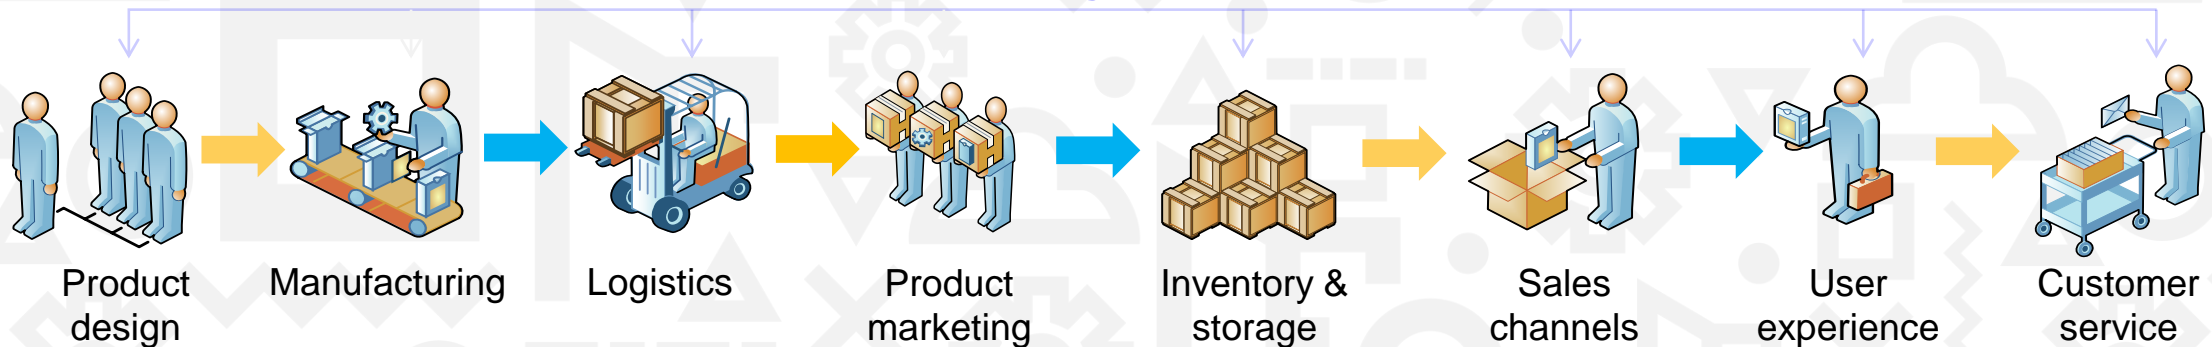 Product
design
Manufacturing
Logistics
Product
marketing
Inventory &
storage
Sales
channels
User
experience
Customer
service